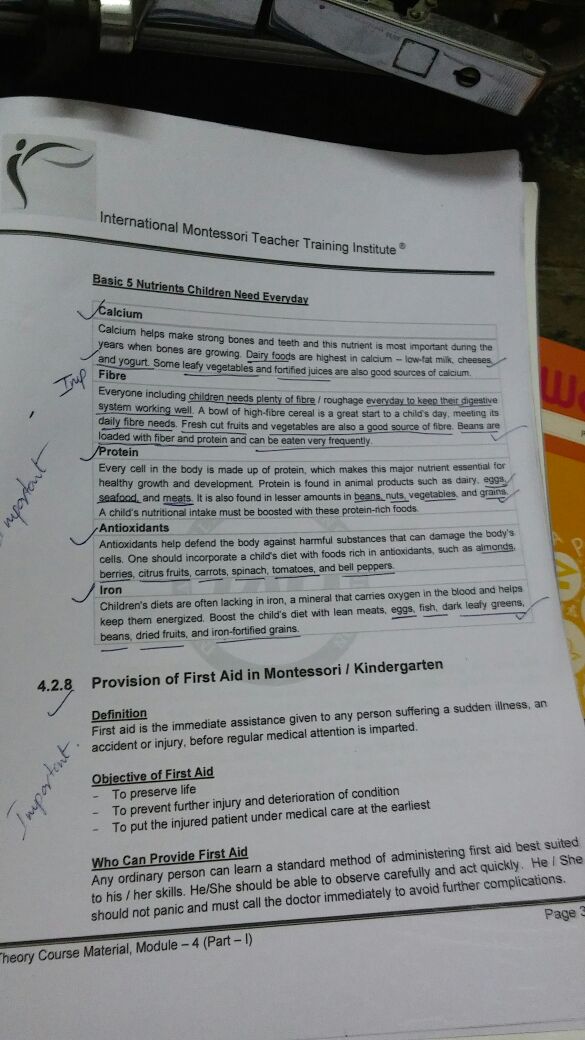 International Montessori Teacher Training Institute ®
Basic 5 Nutrients Children Need Everyday
Calcium
Calcium helps make strong bones and teeth and this nutrient is most important during the
years when bones are growing. Dairy foods are highest in calcium – low-fat milk, cheeses,
and yogurt. Some leafy vegetables and fortified juices are also good sources of calcium.
Imp
Fibre
Everyone including children needs plenty of fibre / roughage everyday to keep their digestive
system working well. A bowl of high-fibre cereal is a great start to a child's day, meeting its
daily fibre needs. Fresh cut fruits and vegetables are also a good source of fibre. Beans are
loaded with fiber and protein and can be eaten very frequently.
Protein
Every cell in the body is made up of protein, which makes this major nutrient essential for
healthy growth and development. Protein is found in animal products such as dairy, eggs,
seafood, and meats. It is also found in lesser amounts in beans, nuts, vegetables, and grains.
A child's nutritional intake must be boosted with these protein-rich foods.
Important
Antioxidants
Antioxidants help defend the body against harmful substances that can damage the body's
cells. One should incorporate a child's diet with foods rich in antioxidants, such as almonds,
berries, citrus fruits, carrots, spinach, tomatoes, and bell peppers.
Iron
Children's diets are often lacking in iron, a mineral that carries oxygen in the blood and helps
keep them energized. Boost the child's diet with lean meats, eggs, fish, dark leafy greens,
beans, dried fruits, and iron-fortified grains.
4.2.8 Provision of First Aid in Montessori / Kindergarten
Definition
First aid is the immediate assistance given to any person suffering a sudden illness, an
accident or injury, before regular medical attention is imparted.
Important.
Objective of First Aid
- To preserve life
- To prevent further injury and deterioration of condition
- To put the injured patient under medical care at the earliest
Who Can Provide First Aid
Any ordinary person can learn a standard method of administering first aid best suited
to his / her skills. He/She should be able to observe carefully and act quickly. He / She
should not panic and must call the doctor immediately to avoid further complications.
Theory Course Material, Module – 4 (Part – I)
Page 3